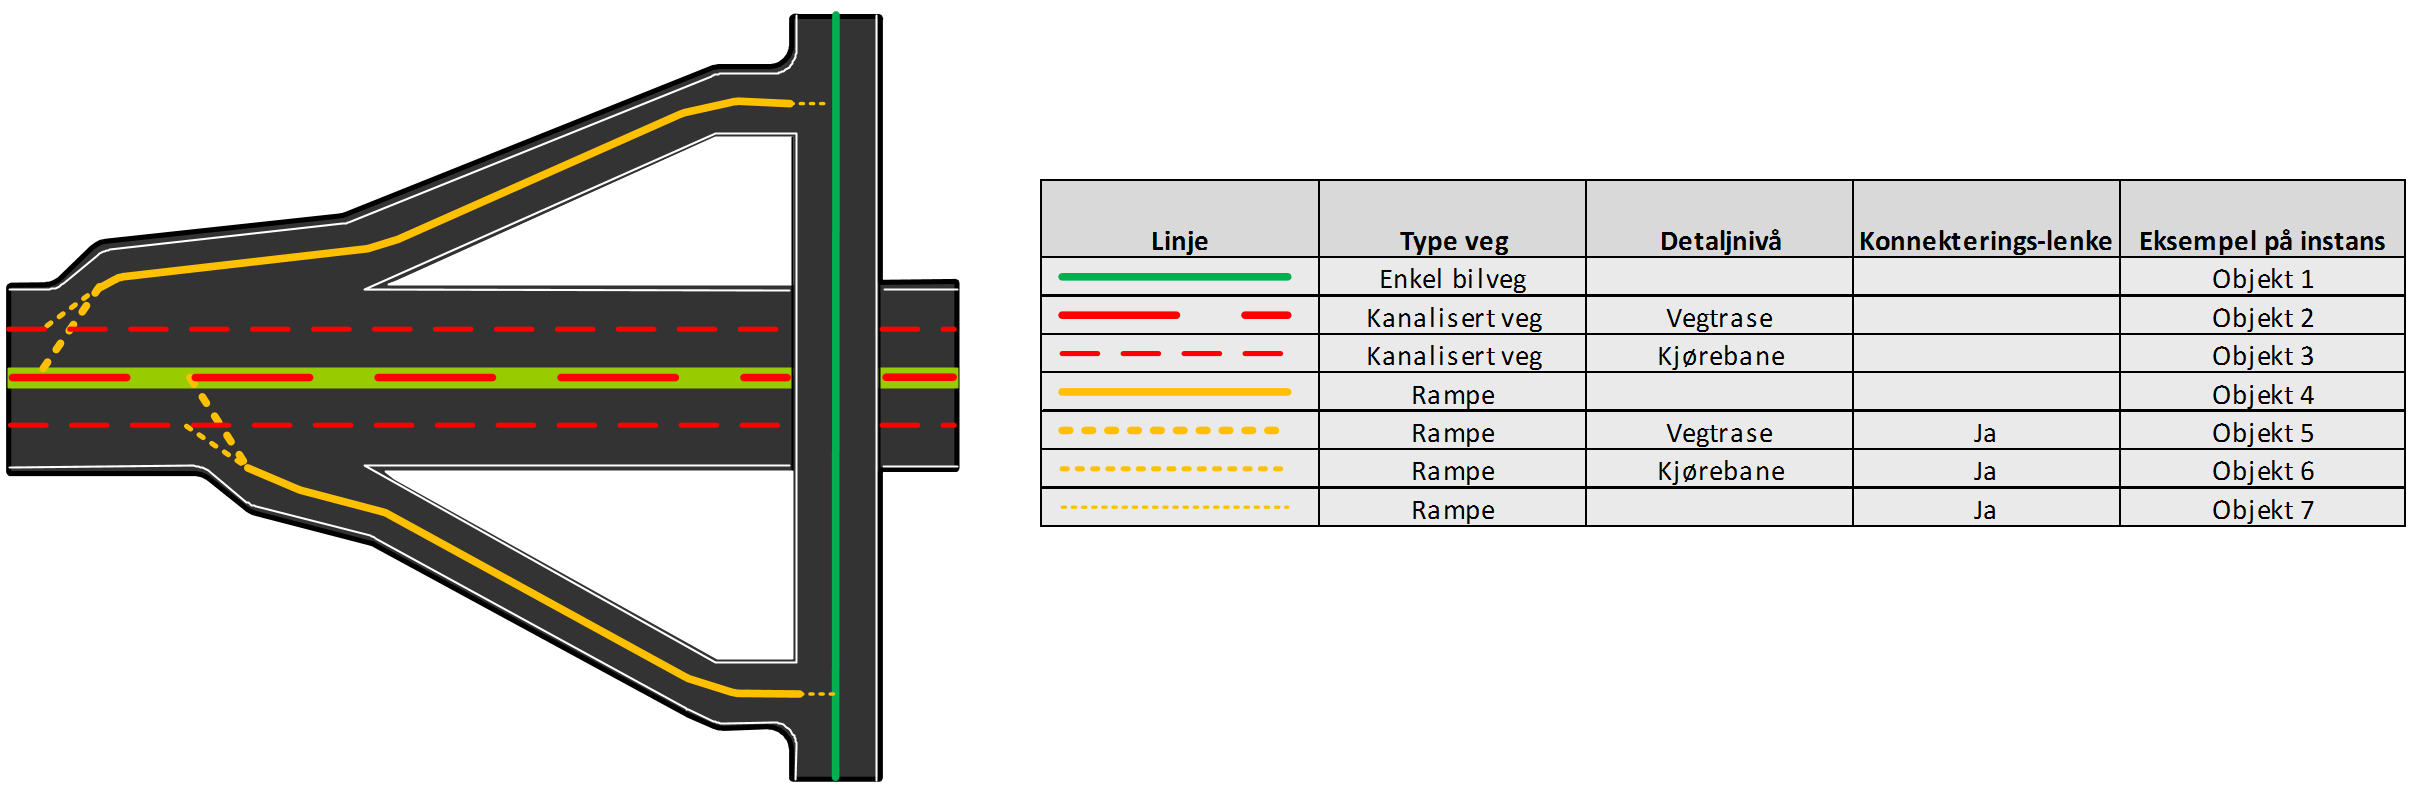 Linje Type veg Detaljnivå Konnekterings-lenke Eksempel på instans
Enkel bilveg Objekt 1
Kanalisert veg Vegtrase Objekt 2
Kanalisert veg Kjørebane Objekt 3
Rampe Objekt 4
Rampe Vegtrase Ja Objekt 5
Rampe Kjørebane Ja Objekt 6
Rampe Ja Objekt 7